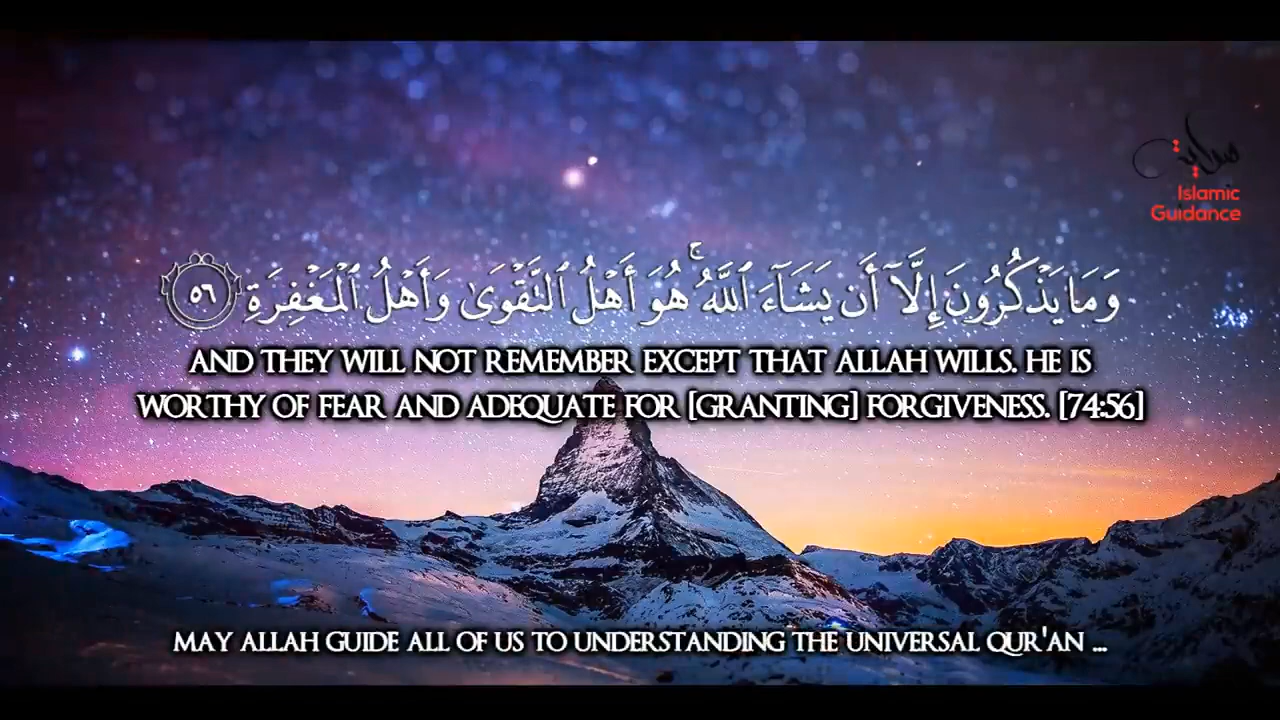 هداية
Islamic
Guidance
وَمَا يَذْكُرُونَ إِلَّآ أَن يَشَآءَ ٱللَّهُ ۚ هُوَ أَهْلُ ٱلتَّقْوَىٰ وَأَهْلُ ٱلْمَغْفِرَةِ ٥٦
AND THEY WILL NOT REMEMBER EXCEPT THAT ALLAH WILLS. HE IS
WORTHY OF FEAR AND ADEQUATE FOR [GRANTING] FORGIVENESS. [74:56]
MAY ALLAH GUIDE ALL OF US TO UNDERSTANDING THE UNIVERSAL QUR'AN ...